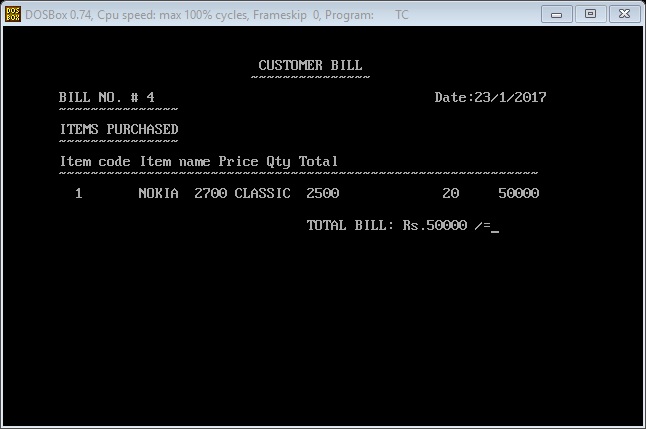 DOS BOX DOSBox 0.74, Cpu speed: max 100% cycles, Frameskip 0, Program: TC
CUSTOMER BILL
~~~~~~~~~~~~~~~
BILL NO. # 4 Date:23/1/2017
~~~~~~~~~~~~~~~
ITEMS PURCHASED
~~~~~~~~~~~~~~~
Item code Item name Price Qty Total
~~~~~~~~~~~~~~~~~~~~~~~~~~~~~~~~~~~~~~~~~~~~~~~~~~~~~~~~~~~~
1 NOKIA 2700 CLASSIC 2500 20 50000
TOTAL BILL: Rs.50000 /=_